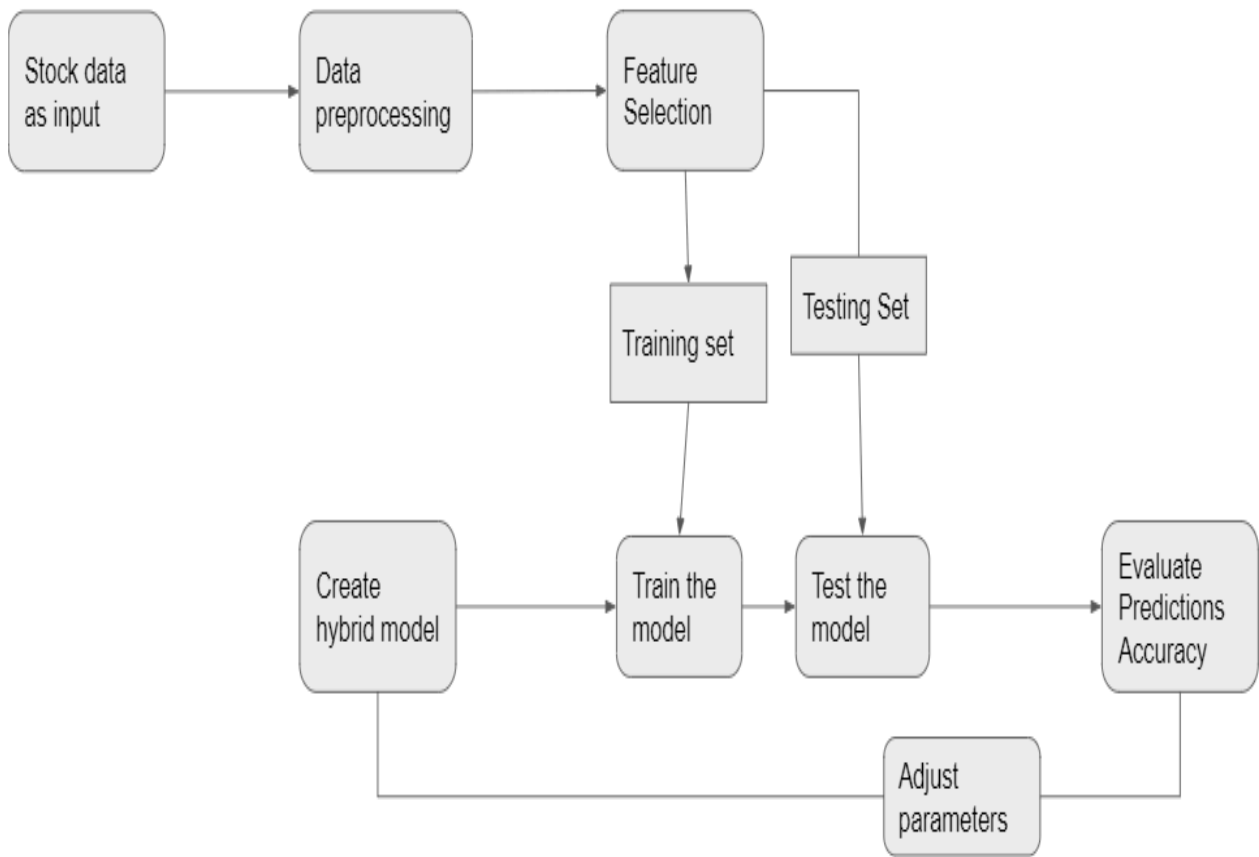 Stock data
as input
Data
preprocessing
Feature
Selection
Training set
Testing Set
Create
hybrid model
Train the
model
Test the
model
Evaluate
Predictions
Accuracy
Adjust
parameters